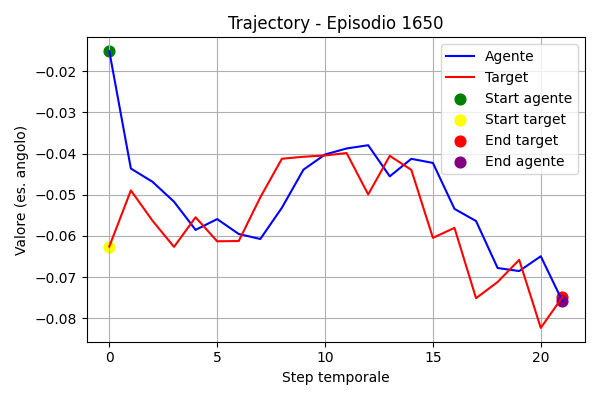 Trajectory - Episodio 1650
Valore (es. angolo)
−0.02
−0.03
−0.04
−0.05
−0.06
−0.07
−0.08
Agente
Target
Start agente
Start target
End target
End agente
0
5
10
15
20
Step temporale